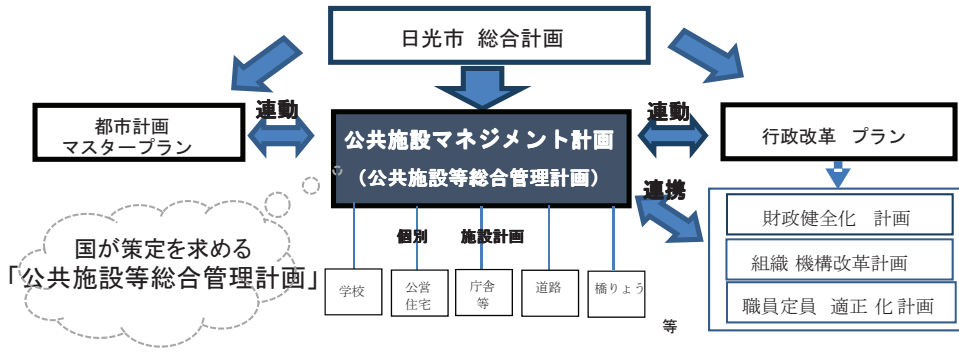 日光市 総合計画
連動
連動
都市計画
マスタープラン
公共施設マネジメント計画
（公共施設等総合管理計画）
行政改革 プラン
連携
国が策定を求める
「公共施設等総合管理計画」
個別 施設計画
学校
公営
住宅
庁舎
等
道路
橋りょう
等
財政健全化 計画
組織 機構改革計画
職員定員 適正 化 計画